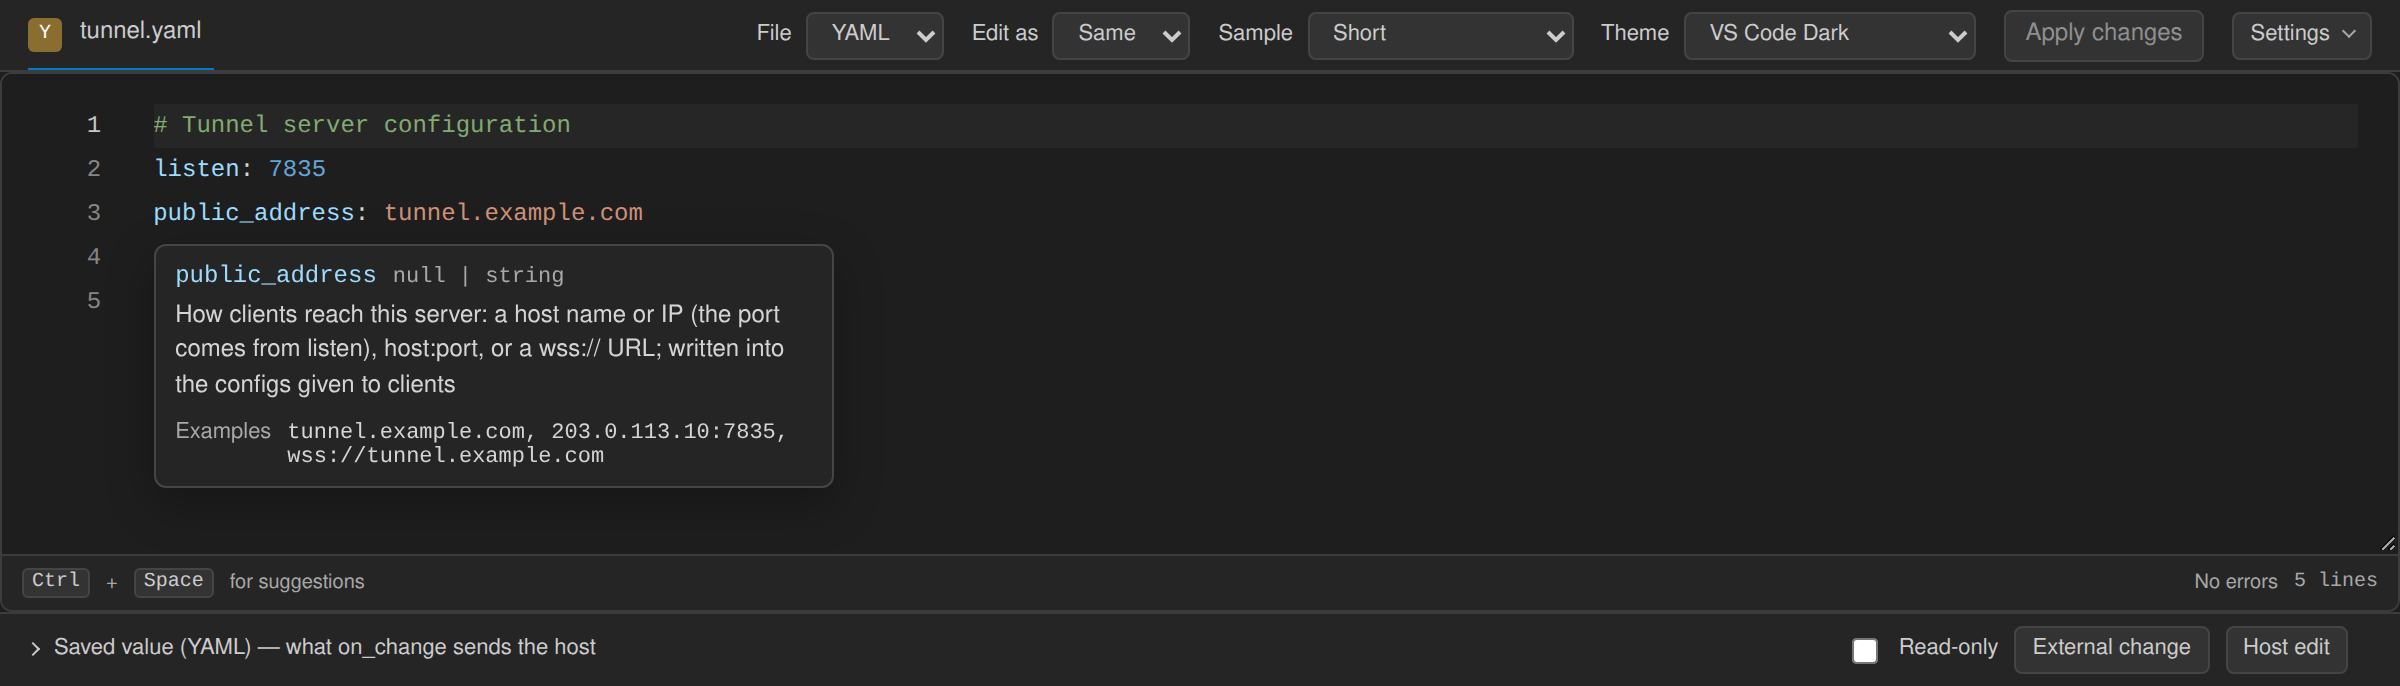 Y tunnel.yaml File YAML Edit as Same Sample Short Theme VS Code Dark Apply changes Settings
1 # Tunnel server configuration
2 listen: 7835
3 public_address: tunnel.example.com
4
public_address null | string
5
How clients reach this server: a host name or IP (the port
comes from listen), host:port, or a wss:// URL; written into
the configs given to clients
Examples tunnel.example.com, 203.0.113.10:7835,
wss://tunnel.example.com
Ctrl + Space for suggestions No errors 5 lines
Saved value (YAML) — what on_change sends the host Read-only External change Host edit